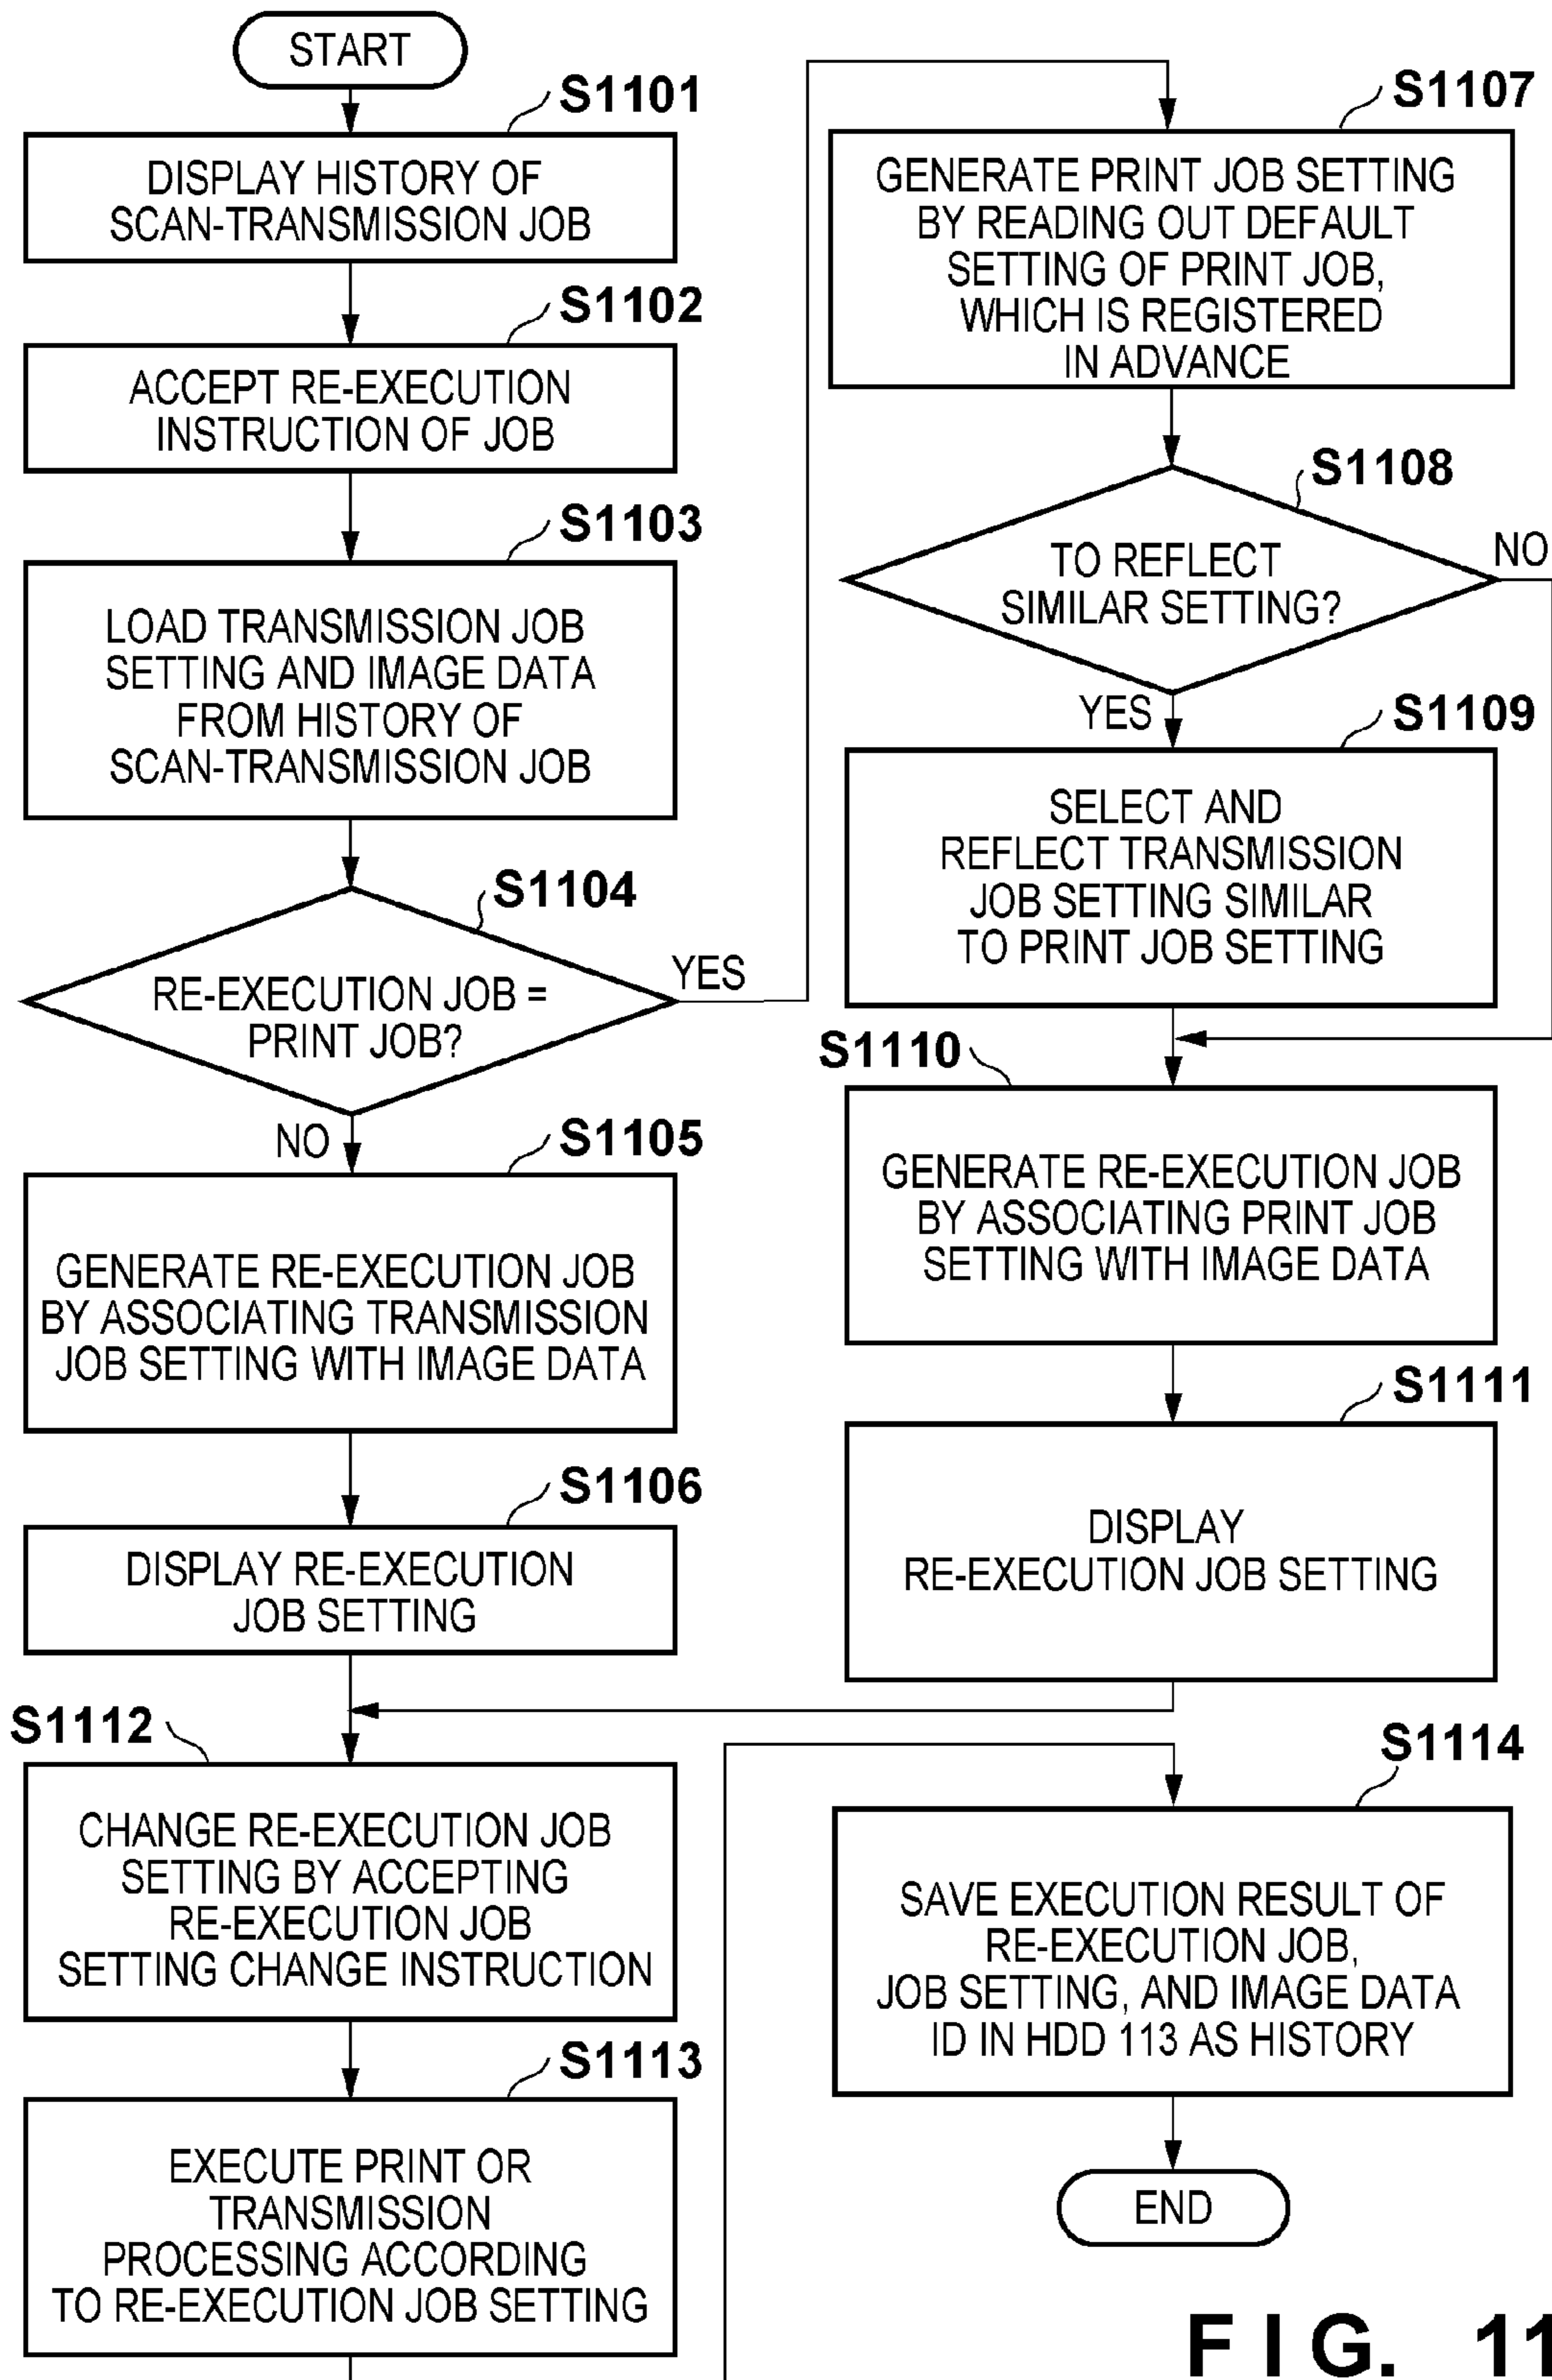 START
S1101
DISPLAY HISTORY OF
SCAN-TRANSMISSION JOB
S1102
ACCEPT RE-EXECUTION
INSTRUCTION OF JOB
S1103
LOAD TRANSMISSION JOB
SETTING AND IMAGE DATA
FROM HISTORY OF
SCAN-TRANSMISSION JOB
S1104
RE-EXECUTION JOB =
PRINT JOB?
YES
NO
S1105
GENERATE RE-EXECUTION JOB
BY ASSOCIATING TRANSMISSION
JOB SETTING WITH IMAGE DATA
S1106
DISPLAY RE-EXECUTION
JOB SETTING
S1107
GENERATE PRINT JOB SETTING
BY READING OUT DEFAULT
SETTING OF PRINT JOB,
WHICH IS REGISTERED
IN ADVANCE
S1108
TO REFLECT
SIMILAR SETTING?
NO
YES
S1109
SELECT AND
REFLECT TRANSMISSION
JOB SETTING SIMILAR
TO PRINT JOB SETTING
S1110
GENERATE RE-EXECUTION JOB
BY ASSOCIATING PRINT JOB
SETTING WITH IMAGE DATA
S1111
DISPLAY
RE-EXECUTION JOB SETTING
S1112
CHANGE RE-EXECUTION JOB
SETTING BY ACCEPTING
RE-EXECUTION JOB
SETTING CHANGE INSTRUCTION
S1113
EXECUTE PRINT OR
TRANSMISSION
PROCESSING ACCORDING
TO RE-EXECUTION JOB SETTING
S1114
SAVE EXECUTION RESULT OF
RE-EXECUTION JOB,
JOB SETTING, AND IMAGE DATA
ID IN HDD 113 AS HISTORY
END
FIG. 11